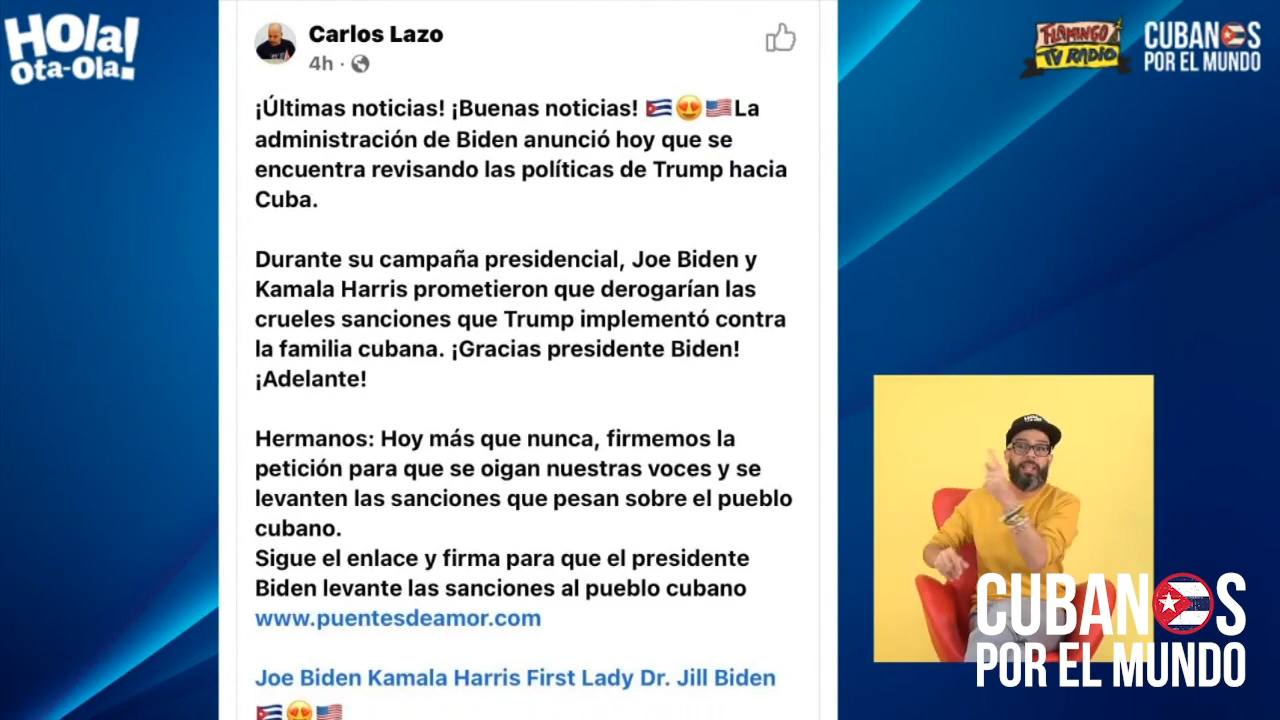 HOla!
Ota-Ola!
Carlos Lazo
4h ·
¡Últimas noticias! ¡Buenas noticias! 🇨🇺😍🇺🇸La
administración de Biden anunció hoy que se
encuentra revisando las políticas de Trump hacia
Cuba.
Durante su campaña presidencial, Joe Biden y
Kamala Harris prometieron que derogarían las
crueles sanciones que Trump implementó contra
la familia cubana. ¡Gracias presidente Biden!
¡Adelante!
Hermanos: Hoy más que nunca, firmemos la
petición para que se oigan nuestras voces y se
levanten las sanciones que pesan sobre el pueblo
cubano.
Sigue el enlace y firma para que el presidente
Biden levante las sanciones al pueblo cubano
www.puentesdeamor.com
Joe Biden Kamala Harris First Lady Dr. Jill Biden
🇨🇺😍🇺🇸
FLAMINGO
TV RADIO
CUBANOS
POR EL MUNDO
CUBANOS
POR EL MUNDO